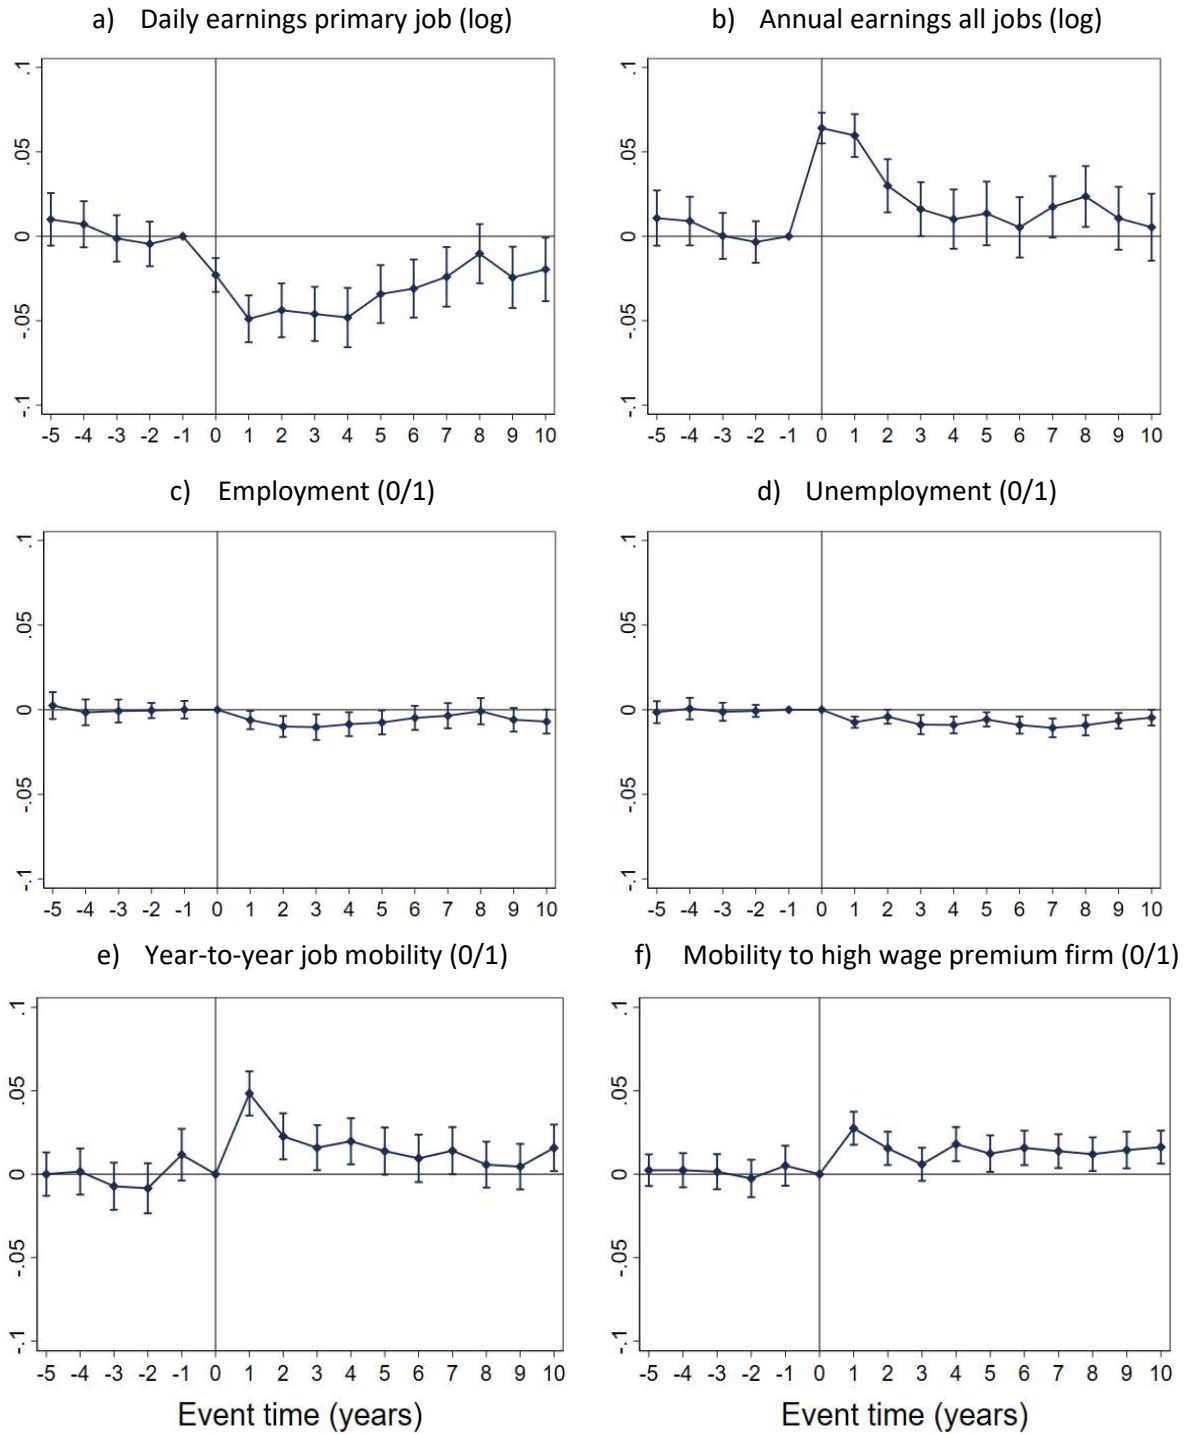 a) Daily earnings primary job (log)
b) Annual earnings all jobs (log)
.1
.05
0
-.05
-.1
-5 -4 -3 -2 -1 0 1 2 3 4 5 6 7 8 9 10
.1
.05
0
-.05
-.1
-5 -4 -3 -2 -1 0 1 2 3 4 5 6 7 8 9 10
c) Employment (0/1)
d) Unemployment (0/1)
.1
.05
0
-.05
-.1
-5 -4 -3 -2 -1 0 1 2 3 4 5 6 7 8 9 10
.1
.05
0
-.05
-.1
-5 -4 -3 -2 -1 0 1 2 3 4 5 6 7 8 9 10
e) Year-to-year job mobility (0/1)
f) Mobility to high wage premium firm (0/1)
.1
.05
0
-.05
-.1
-5 -4 -3 -2 -1 0 1 2 3 4 5 6 7 8 9 10
Event time (years)
.1
.05
0
-.05
-.1
-5 -4 -3 -2 -1 0 1 2 3 4 5 6 7 8 9 10
Event time (years)